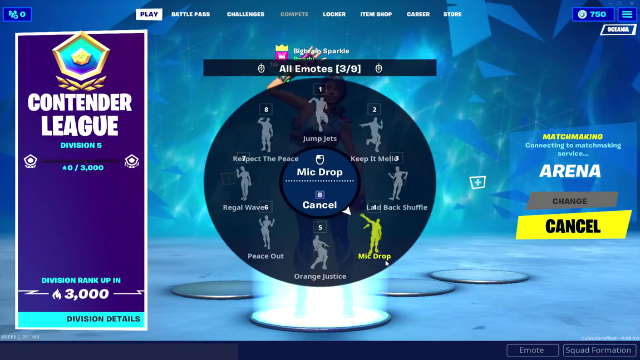 0
PLAY
BATTLE PASS
CHALLENGES
COMPETE
LOCKER
ITEM SHOP
CAREER
STORE
750
OCEANIA
Bigbrain Sparkle
All Emotes [3/9]
CONTENDER
LEAGUE
DIVISION 5
0 / 3,000
DIVISION RANK UP IN
3,000
DIVISION DETAILS
1
Jump Jets
8
2
Respect The Peace
Keep It Mello
7
3
Mic Drop
B
Cancel
Regal Wave
Laid Back Shuffle
6
4
Peace Out
Mic Drop
5
Orange Justice
MATCHMAKING
Connecting to matchmaking
service...
ARENA
CHANGE
CANCEL
Emote
Squad Formation